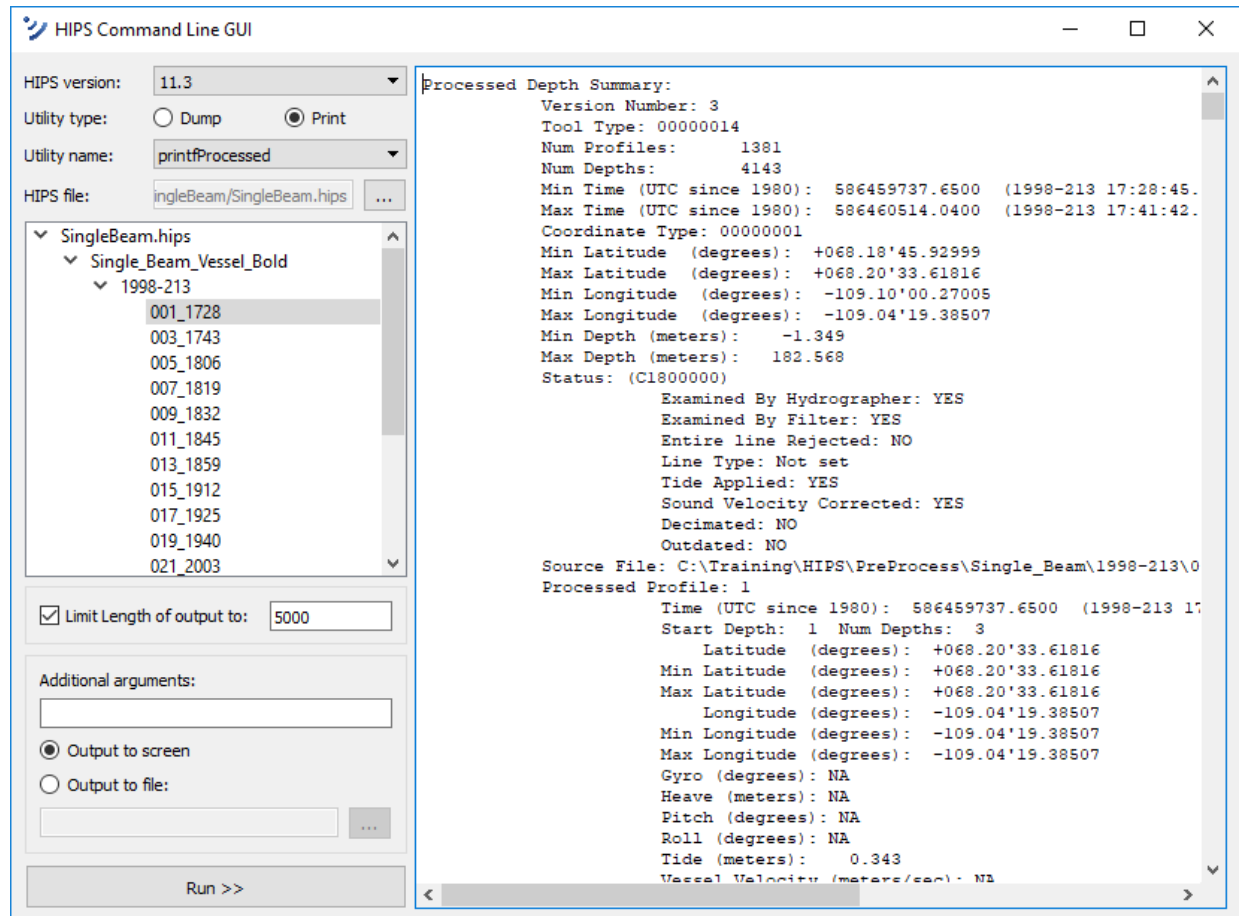 HIPS Command Line GUI
HIPS version: 11.3
Utility type: Dump Print
Utility name: printfProcessed
HIPS file: ingleBeam/SingleBeam.hips ...
SingleBeam.hips
Single_Beam_Vessel_Bold
1998-213
001_1728
003_1743
005_1806
007_1819
009_1832
011_1845
013_1859
015_1912
017_1925
019_1940
021_2003
Limit Length of output to: 5000
Additional arguments:
Output to screen
Output to file:
...
Run >>
Processed Depth Summary:
Version Number: 3
Tool Type: 00000014
Num Profiles: 1381
Num Depths: 4143
Min Time (UTC since 1980): 586459737.6500 (1998-213 17:28:45.
Max Time (UTC since 1980): 586460514.0400 (1998-213 17:41:42.
Coordinate Type: 00000001
Min Latitude (degrees): +068.18'45.92999
Max Latitude (degrees): +068.20'33.61816
Min Longitude (degrees): -109.10'00.27005
Max Longitude (degrees): -109.04'19.38507
Min Depth (meters): -1.349
Max Depth (meters): 182.568
Status: (C1800000)
Examined By Hydrographer: YES
Examined By Filter: YES
Entire line Rejected: NO
Line Type: Not set
Tide Applied: YES
Sound Velocity Corrected: YES
Decimated: NO
Outdated: NO
Source File: C:\Training\HIPS\PreProcess\Single_Beam\1998-213\0
Processed Profile: 1
Time (UTC since 1980): 586459737.6500 (1998-213 17
Start Depth: 1 Num Depths: 3
Latitude (degrees): +068.20'33.61816
Min Latitude (degrees): +068.20'33.61816
Max Latitude (degrees): +068.20'33.61816
Longitude (degrees): -109.04'19.38507
Min Longitude (degrees): -109.04'19.38507
Max Longitude (degrees): -109.04'19.38507
Gyro (degrees): NA
Heave (meters): NA
Pitch (degrees): NA
Roll (degrees): NA
Tide (meters): 0.343
Vessel Velocity (meters/sec): NA